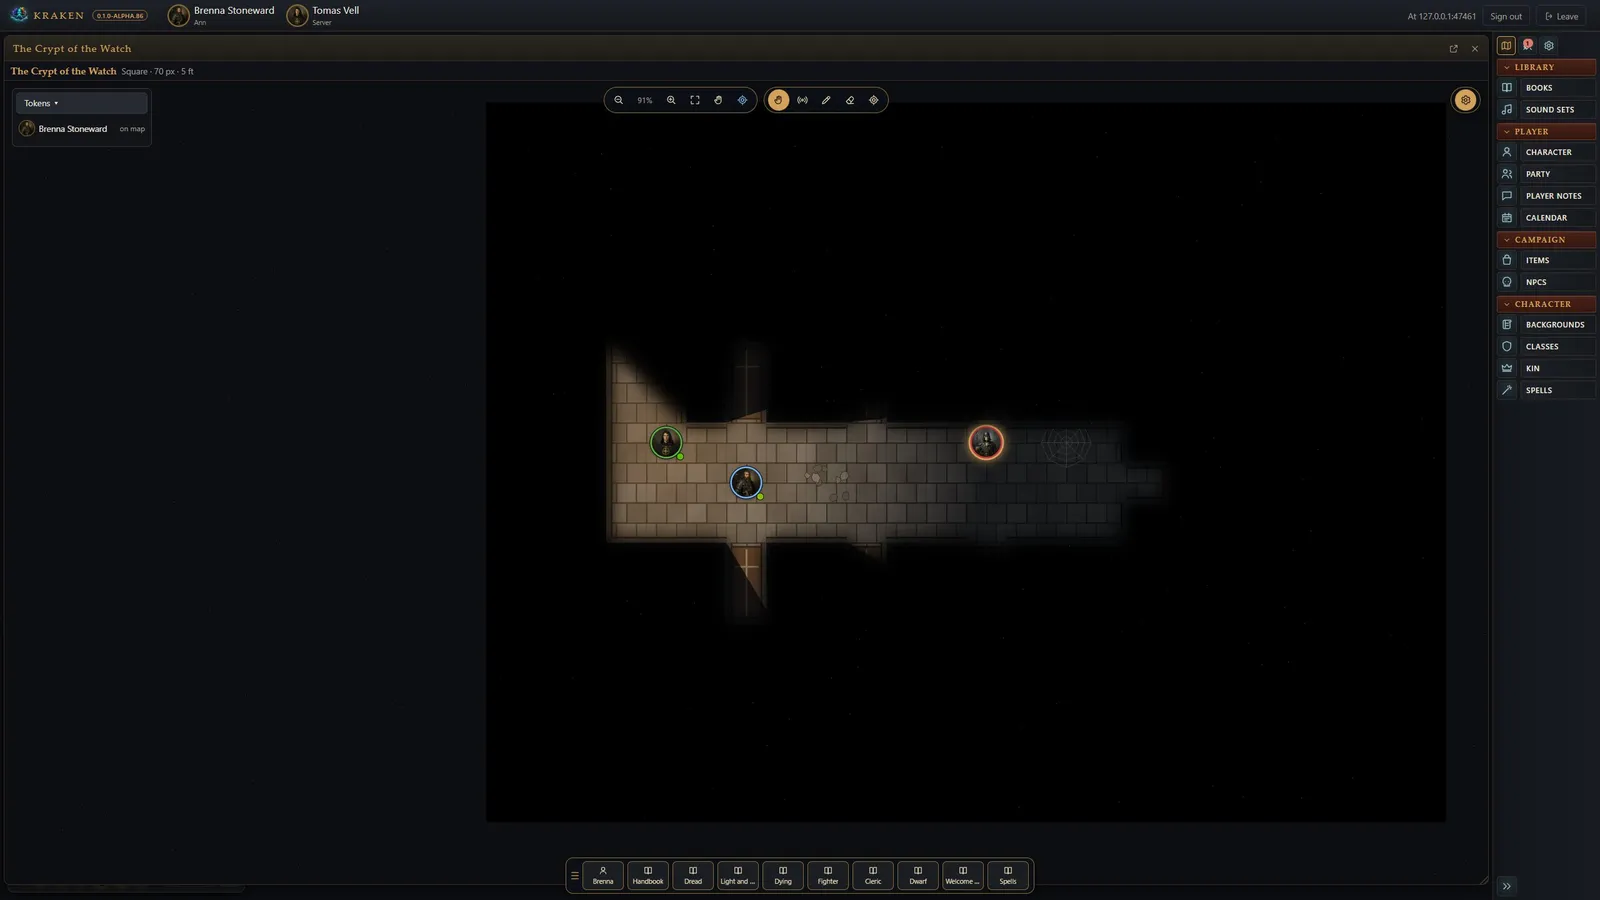 KRAKEN
0.1.0-ALPHA.86
Brenna Stoneward
Ann
Tomas Vell
Server
At 127.0.0.1:47461
Sign out
Leave
The Crypt of the Watch
The Crypt of the Watch Square · 70 px · 5 ft
Tokens
Brenna Stoneward on map
91%
1
LIBRARY
BOOKS
SOUND SETS
PLAYER
CHARACTER
PARTY
PLAYER NOTES
CALENDAR
CAMPAIGN
ITEMS
NPCS
CHARACTER
BACKGROUNDS
CLASSES
KIN
SPELLS
Brenna
Handbook
Dread
Light and ...
Dying
Fighter
Cleric
Dwarf
Welcome ...
Spells